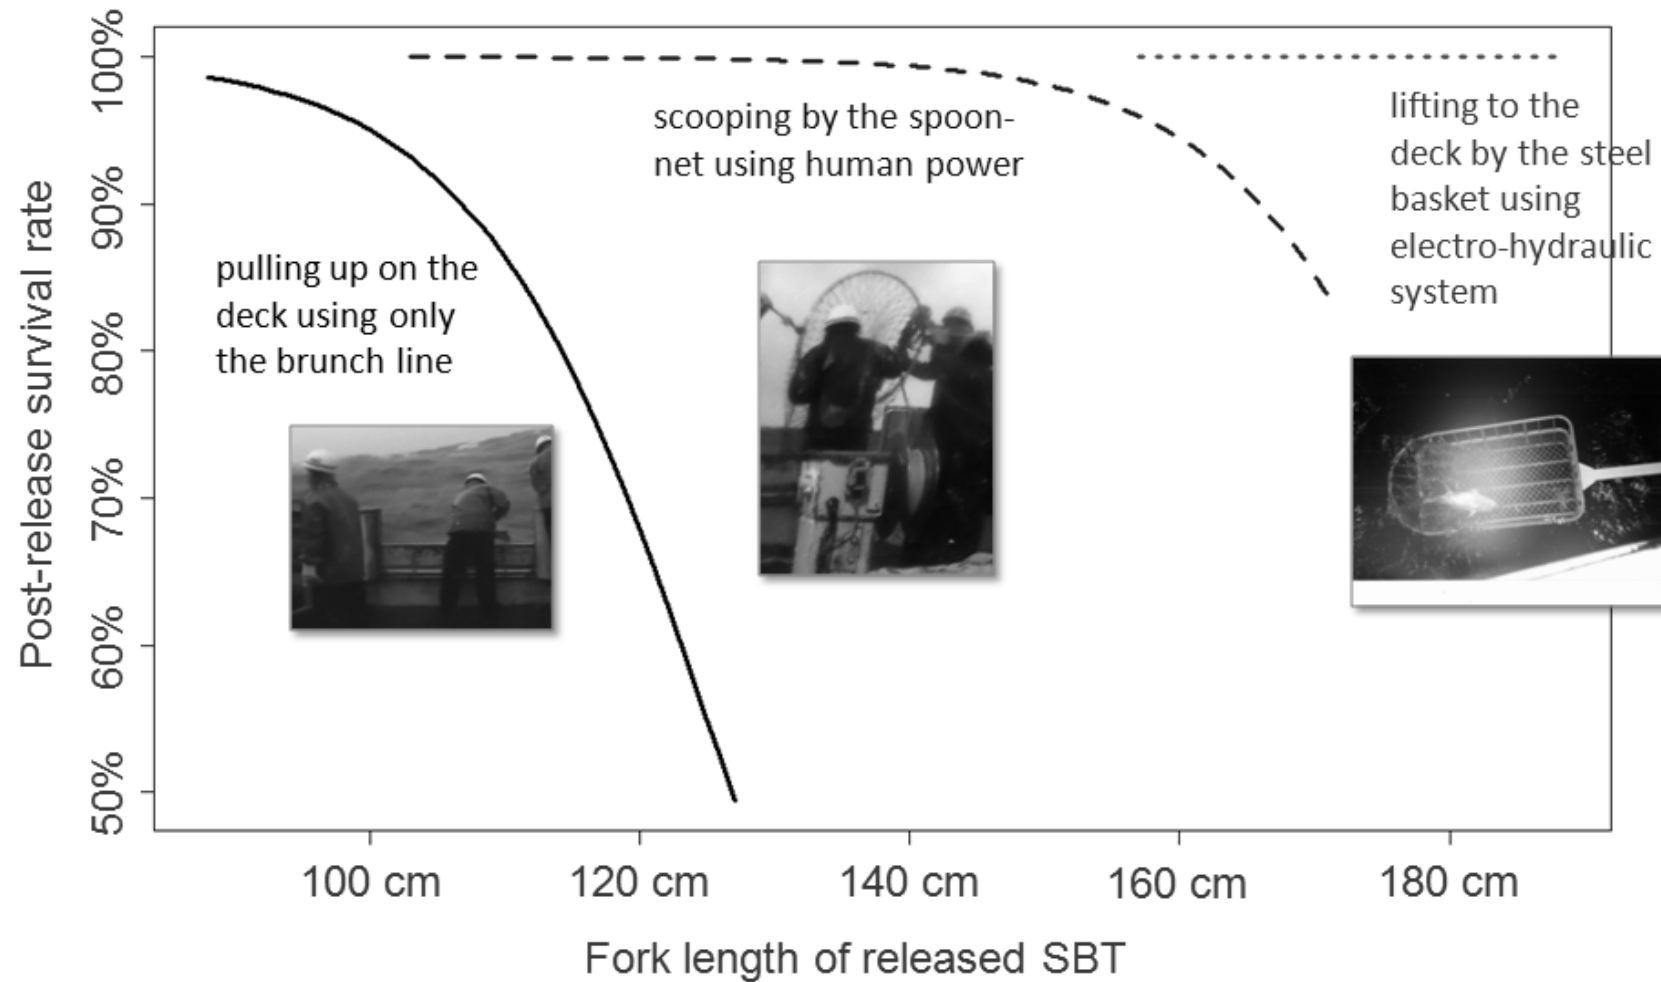 Post-release survival rate
100%
90%
80%
70%
60%
50%
pulling up on the
deck using only
the brunch line
scooping by the spoon-
net using human power
lifting to the
deck by the steel
basket using
electro-hydraulic
system
100 cm
120 cm
140 cm
160 cm
180 cm
Fork length of released SBT